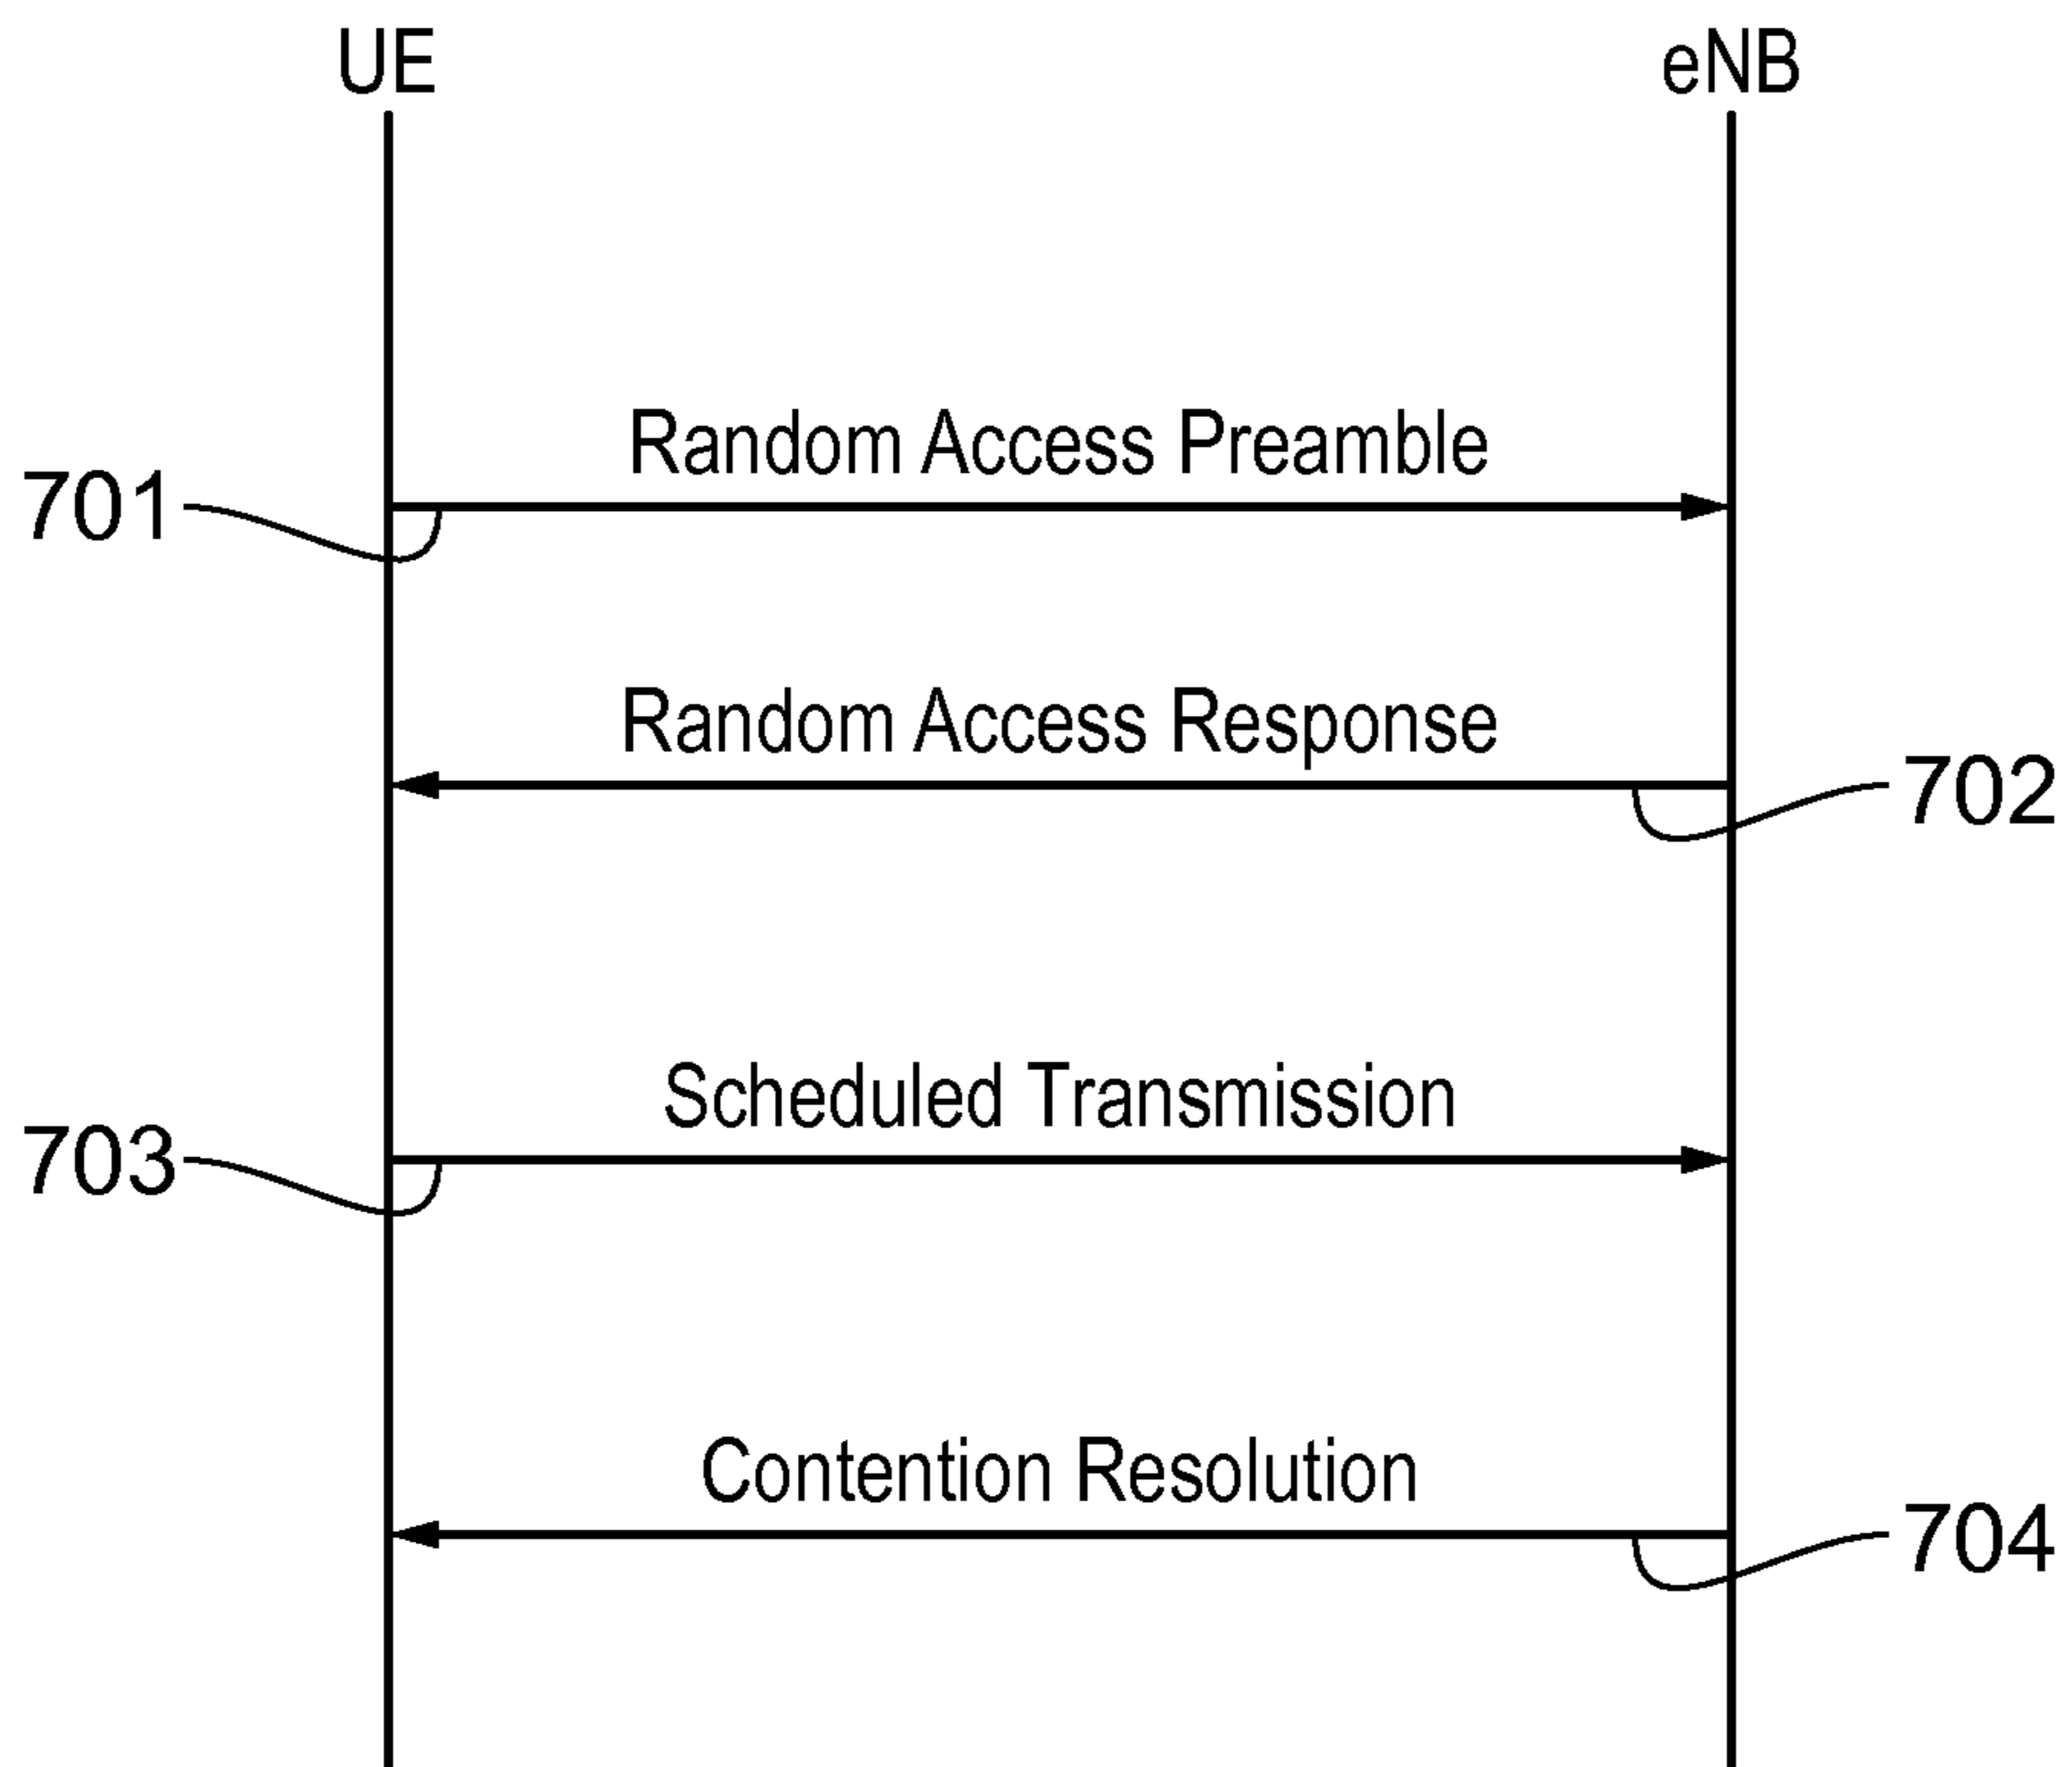 UE
eNB
Random Access Preamble
701
Random Access Response
702
Scheduled Transmission
703
Contention Resolution
704